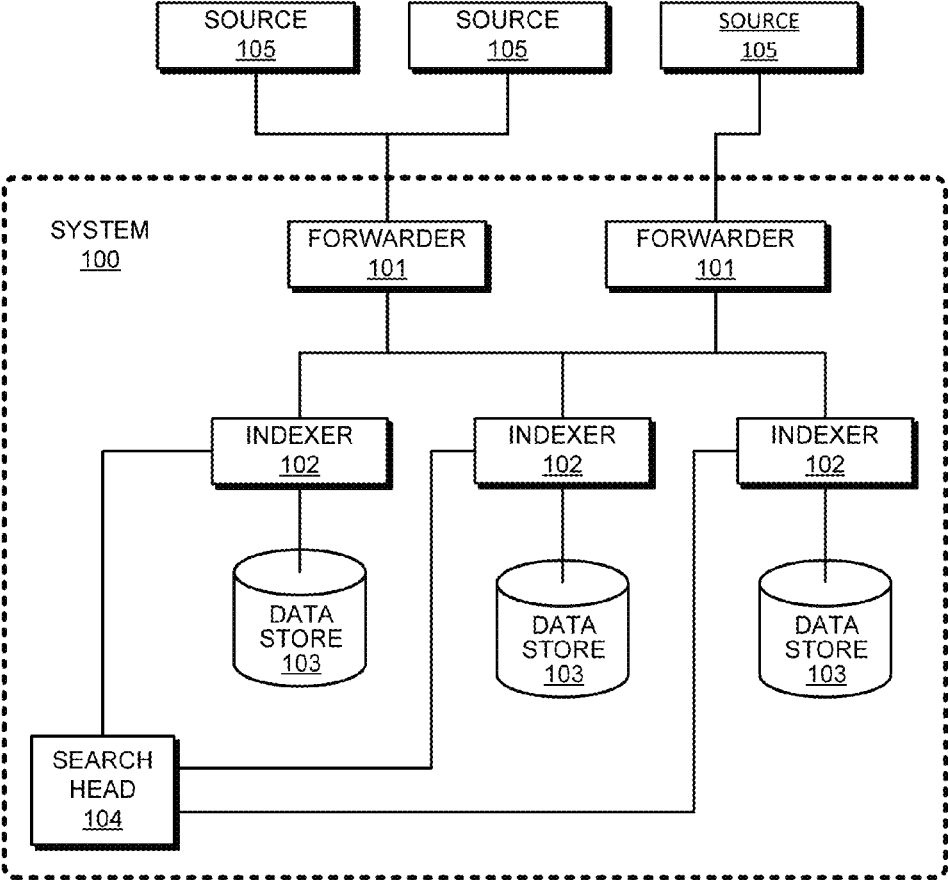 SOURCE
105
SOURCE
105
SOURCE
105
SYSTEM
100
FORWARDER
101
FORWARDER
101
INDEXER
102
INDEXER
102
INDEXER
102
DATA
STORE
103
DATA
STORE
103
DATA
STORE
103
SEARCH
HEAD
104